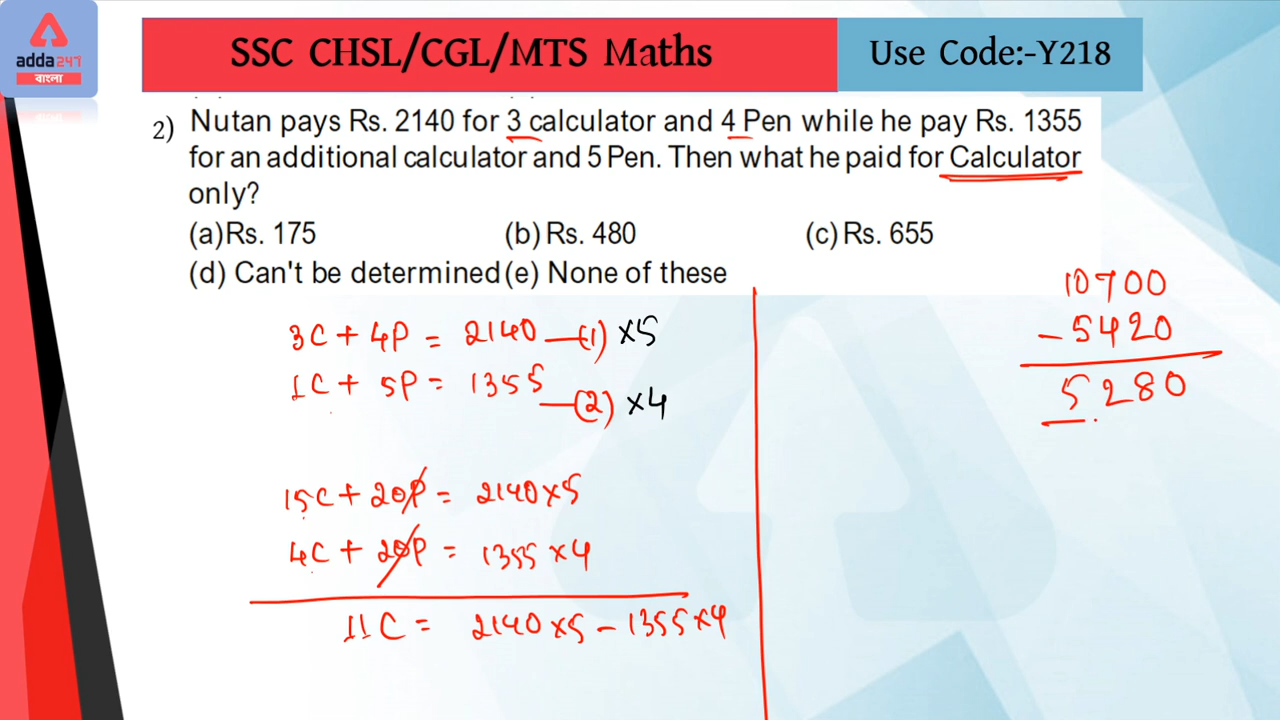 adda247
বাংলা
SSC CHSL/CGL/MTS Maths
Use Code:-Y218
2) Nutan pays Rs. 2140 for 3 calculator and 4 Pen while he pay Rs. 1355
for an additional calculator and 5 Pen. Then what he paid for Calculator
only?
(a) Rs. 175 (b) Rs. 480 (c) Rs. 655
(d) Can't be determined (e) None of these
3C + 4P = 2140 —(1) ×5
1C + 5P = 1355 —(2) ×4
15C + 20P = 2140×5
4C + 20P = 1355×4
11C = 2140×5 – 1355×4
10700
– 5420
5280